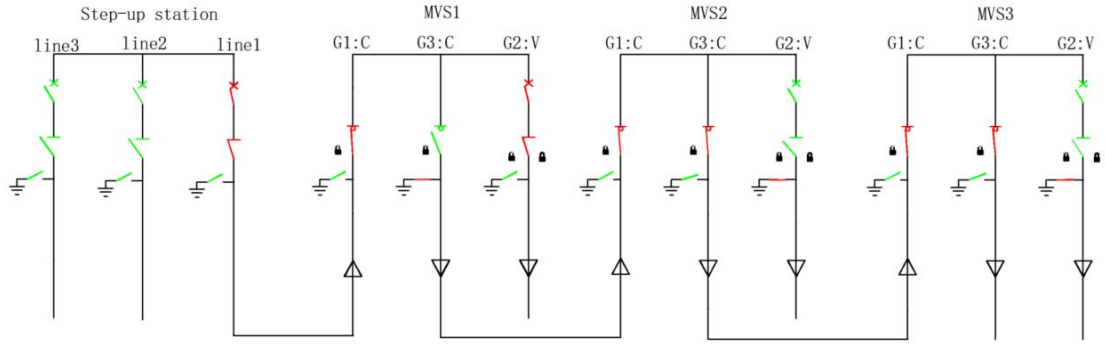 Step-up station MVS1 MVS2 MVS3
line3 line2 line1 G1:C G3:C G2:V G1:C G3:C G2:V G1:C G3:C G2:V